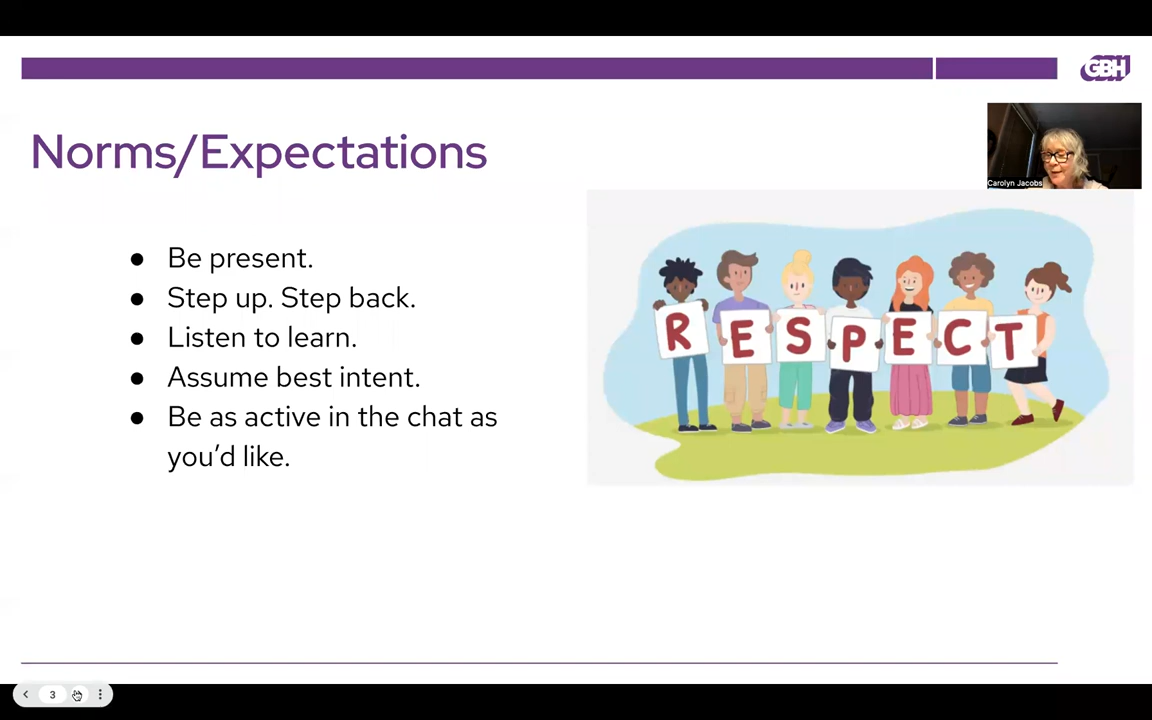 GBH
Norms/Expectations
Carolyn Jacobs
● Be present.
● Step up. Step back.
● Listen to learn.
● Assume best intent.
● Be as active in the chat as
you’d like.
RESPECT
3